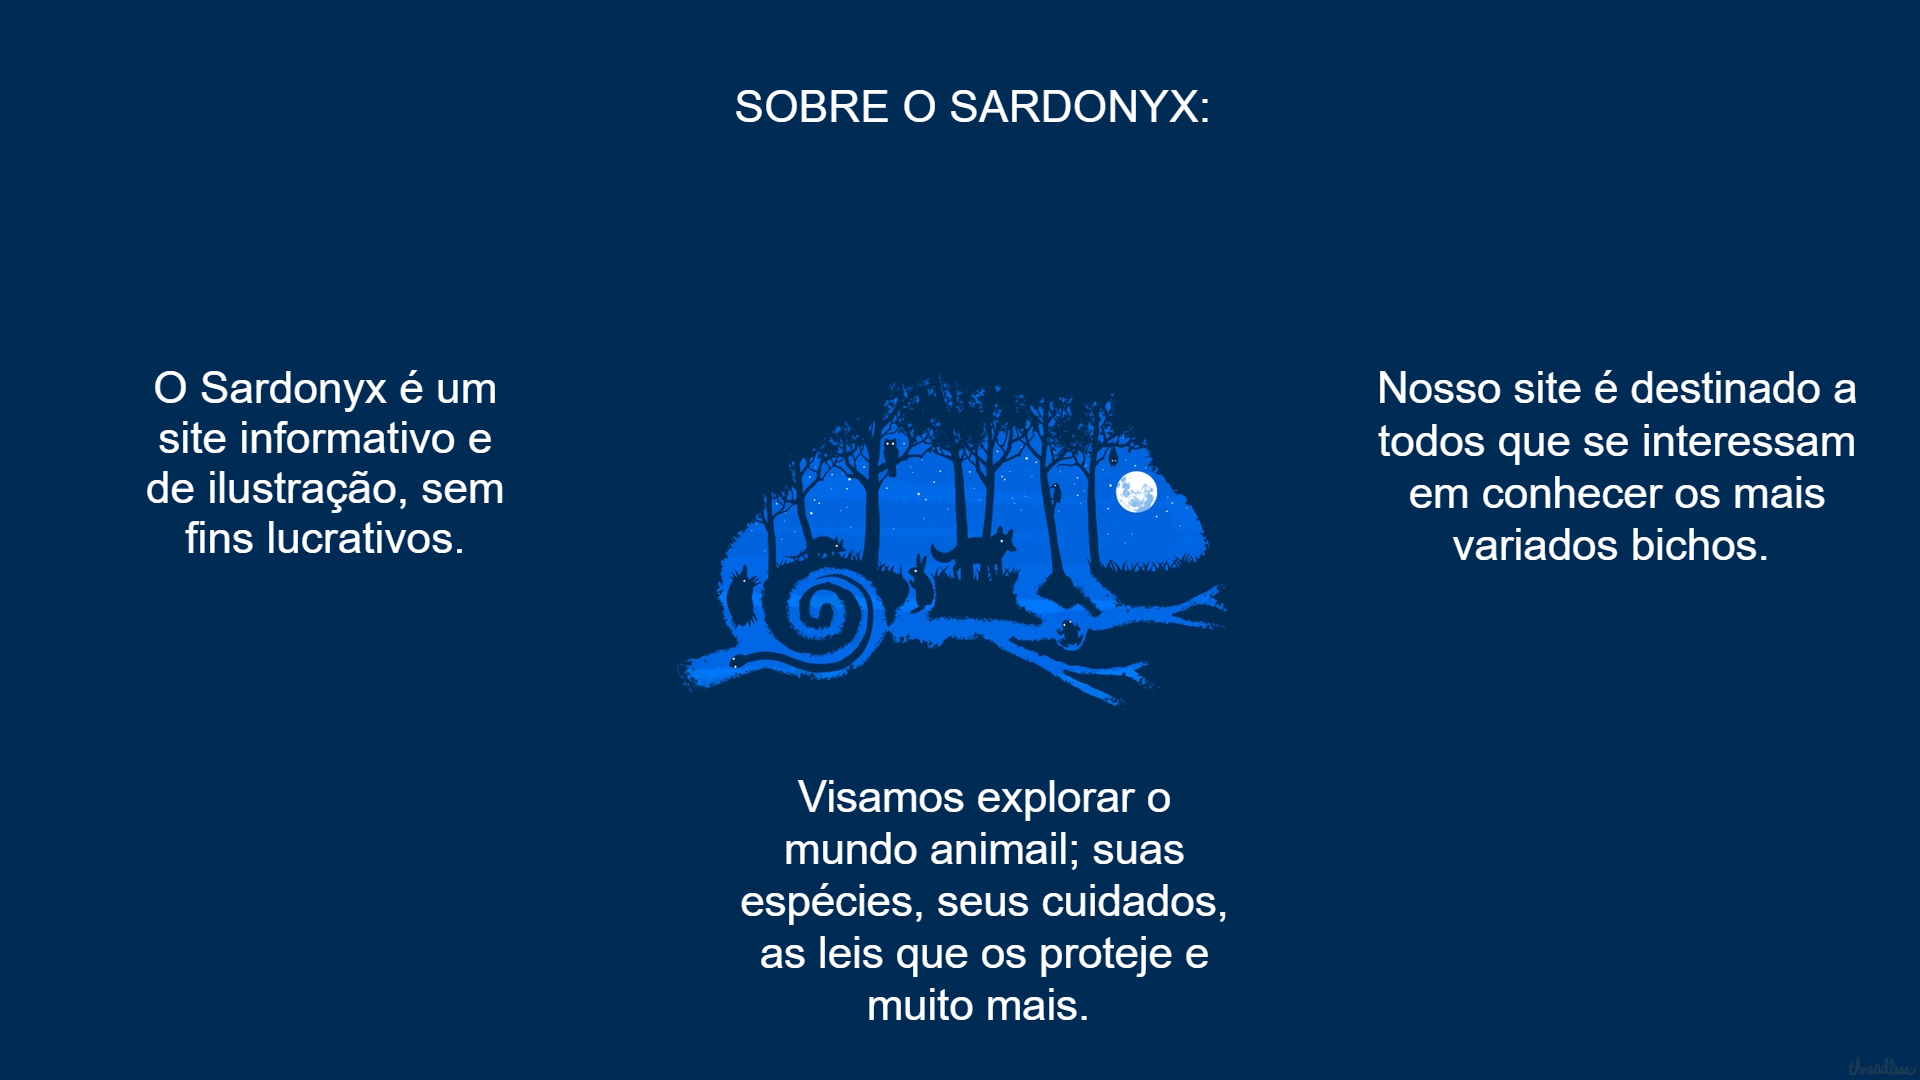 SOBRE O SARDONYX:
O Sardonyx é um
site informativo e
de ilustração, sem
fins lucrativos.
Nosso site é destinado a
todos que se interessam
em conhecer os mais
variados bichos.
Visamos explorar o
mundo animail; suas
espécies, seus cuidados,
as leis que os proteje e
muito mais.
threadless